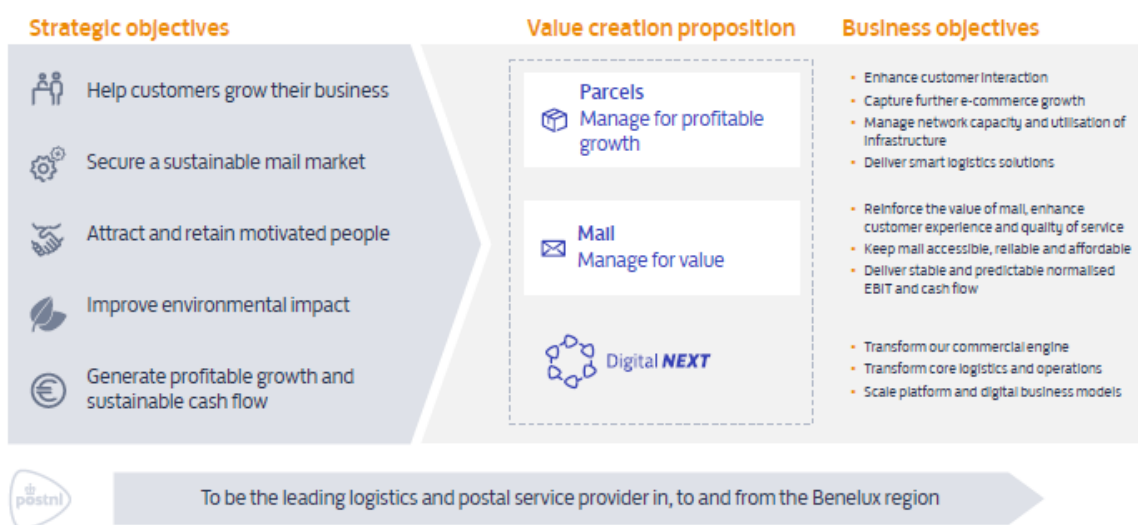 Strategic objectives
Help customers grow their business
Secure a sustainable mail market
Attract and retain motivated people
Improve environmental impact
Generate profitable growth and
sustainable cash flow
Value creation proposition
Parcels
Manage for profitable
growth
Mail
Manage for value
Digital NEXT
Business objectives
• Enhance customer interaction
• Capture further e-commerce growth
• Manage network capacity and utilisation of
infrastructure
• Deliver smart logistics solutions
• Reinforce the value of mail, enhance
customer experience and quality of service
• Keep mail accessible, reliable and affordable
• Deliver stable and predictable normalised
EBIT and cash flow
• Transform our commercial engine
• Transform core logistics and operations
• Scale platform and digital business models
postnl
To be the leading logistics and postal service provider in, to and from the Benelux region